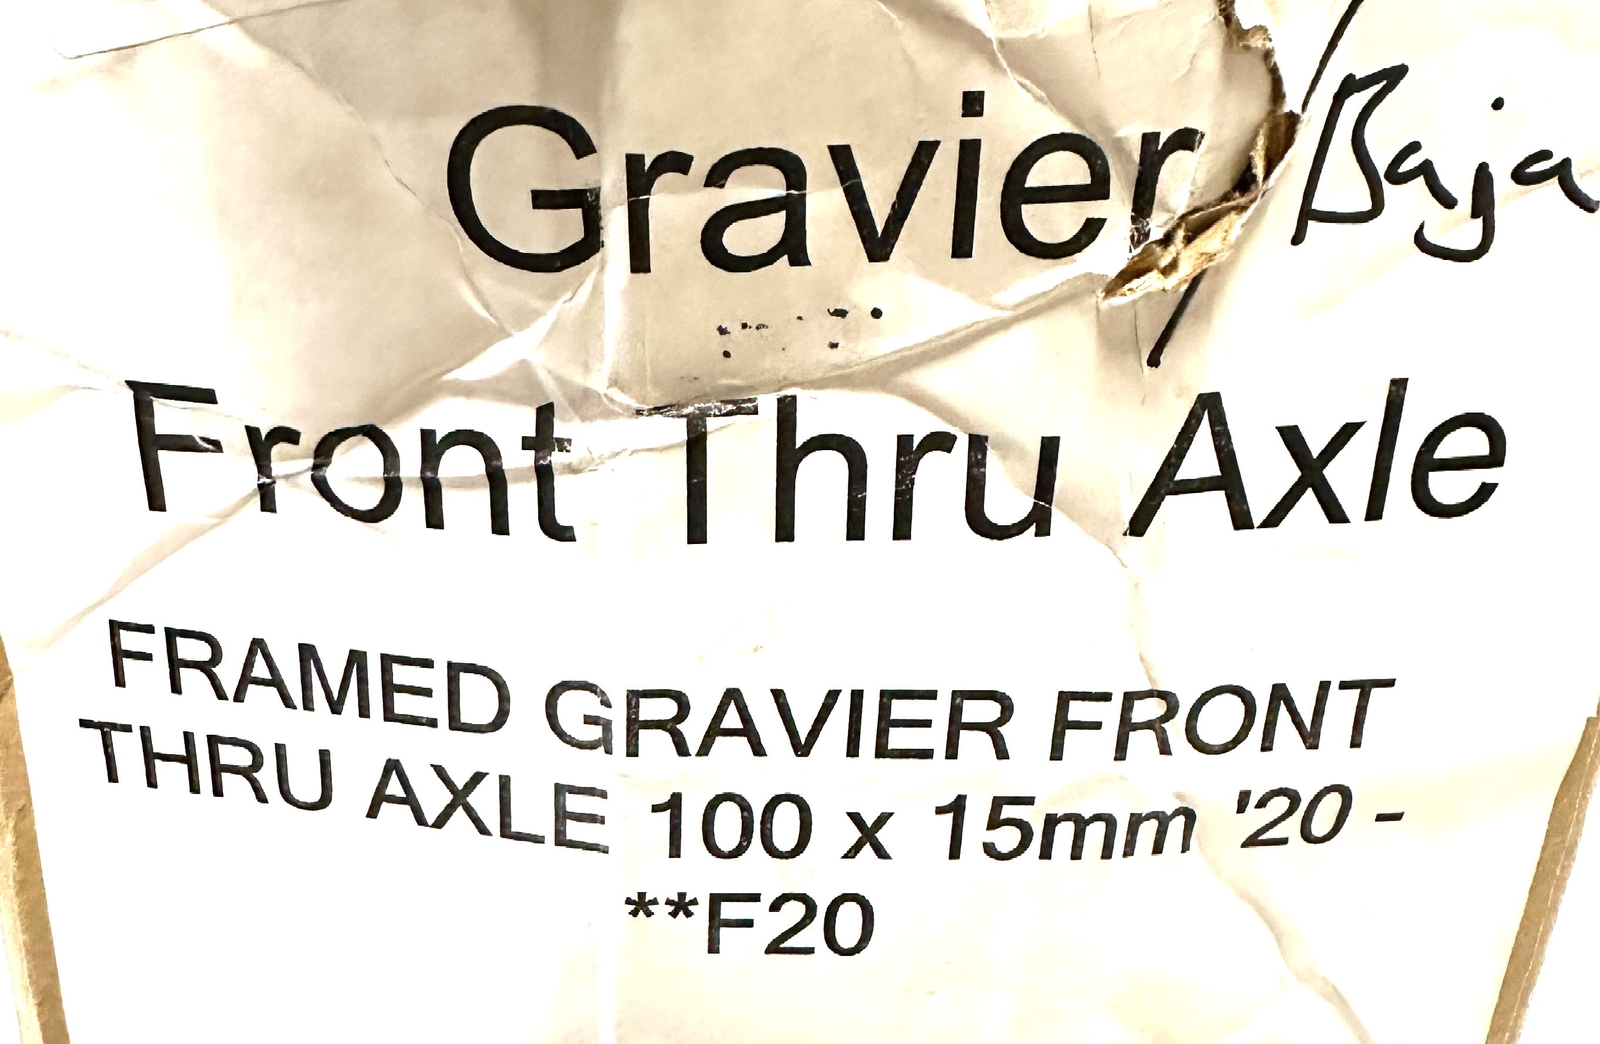 Gravier / Baja
Front Thru Axle
FRAMED GRAVIER FRONT
THRU AXLE 100 x 15mm '20 -
**F20